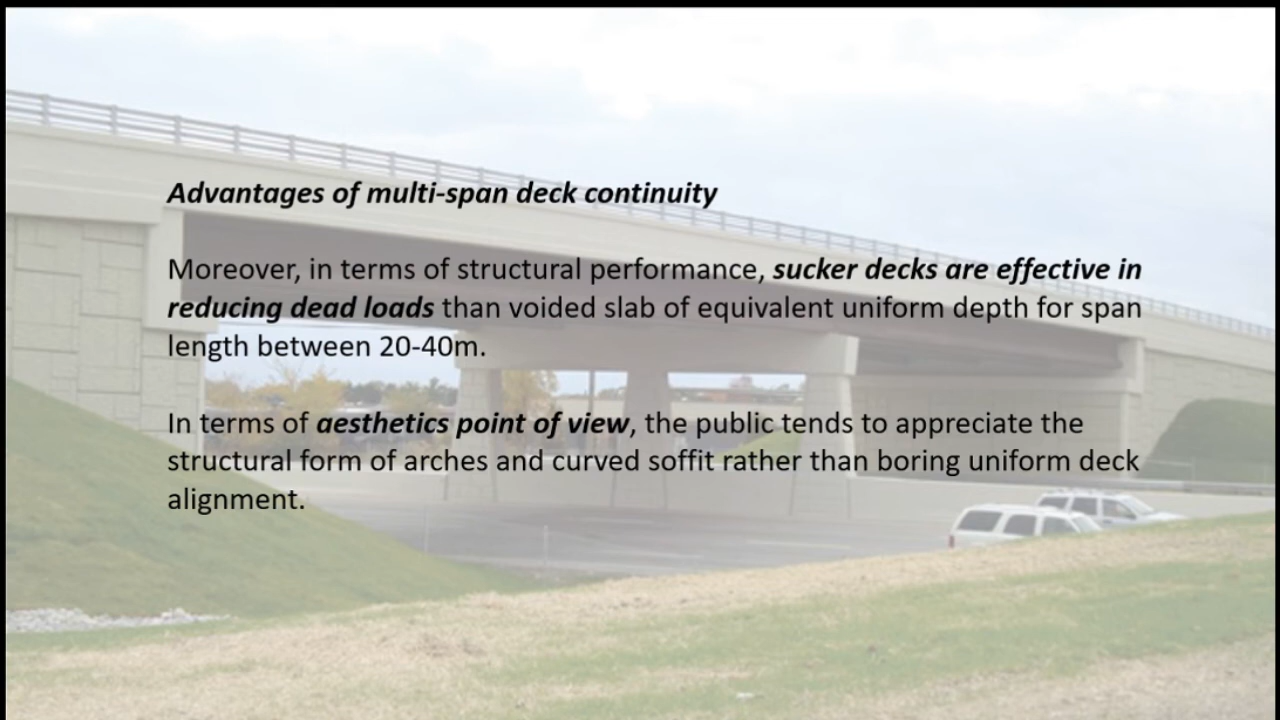 Advantages of multi-span deck continuity
Moreover, in terms of structural performance, sucker decks are effective in
reducing dead loads than voided slab of equivalent uniform depth for span
length between 20-40m.
In terms of aesthetics point of view, the public tends to appreciate the
structural form of arches and curved soffit rather than boring uniform deck
alignment.